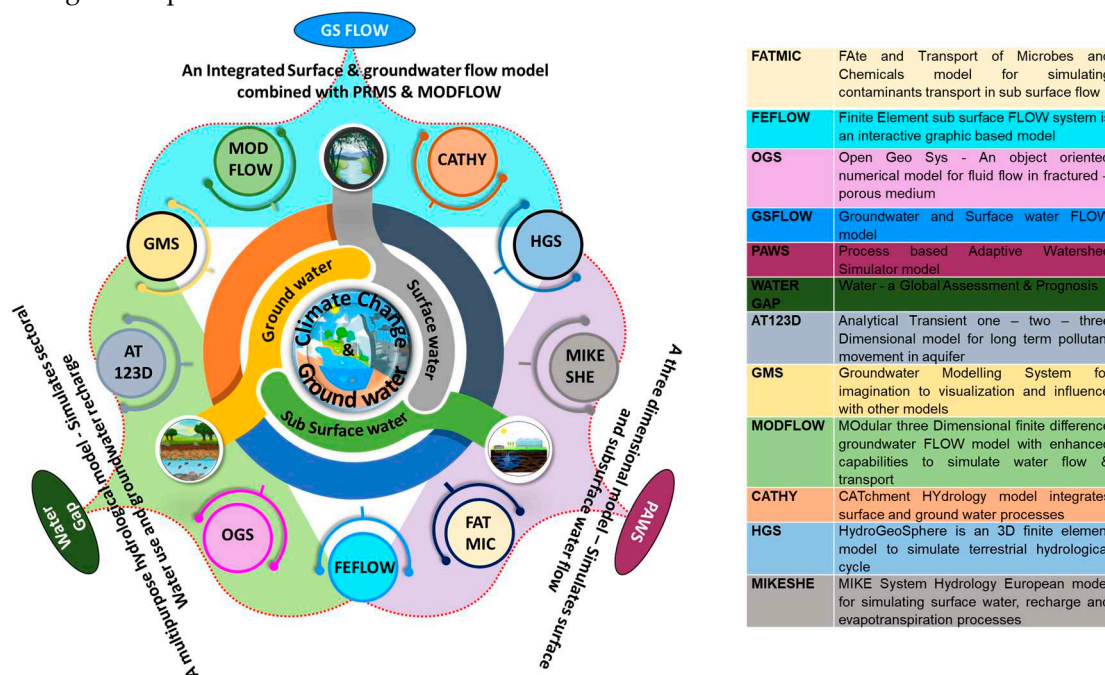 GS FLOW
An Integrated Surface & groundwater flow model
combined with PRMS & MODFLOW
MOD
FLOW
CATHY
GMS
HGS
AT
123D
MIKE
SHE
OGS
FEFLOW
FAT
MIC
Ground water
Surface water
Sub Surface water
Climate Change
&
Ground water
Water
Gap
A multipurpose hydrological model - Simulates sectoral
Water use and groundwater recharge
PAWS
A three dimensional model – Simulates surface
and subsurface water flow
FATMIC
FAte and Transport of Microbes and
Chemicals model for simulating
contaminants transport in sub surface flow
FEFLOW
Finite Element sub surface FLOW system is
an interactive graphic based model
OGS
Open Geo Sys - An object oriented
numerical model for fluid flow in fractured -
porous medium
GSFLOW
Groundwater and Surface water FLOW
model
PAWS
Process based Adaptive Watershed
Simulator model
WATER
GAP
Water - a Global Assessment & Prognosis
AT123D
Analytical Transient one – two – three
Dimensional model for long term pollutan
movement in aquifer
GMS
Groundwater Modelling System fo
imagination to visualization and influence
with other models
MODFLOW
MOdular three Dimensional finite difference
groundwater FLOW model with enhanced
capabilities to simulate water flow &
transport
CATHY
CATchment HYdrology model integrates
surface and ground water processes
HGS
HydroGeoSphere is an 3D finite elemen
model to simulate terrestrial hydrologica
cycle
MIKESHE
MIKE System Hydrology European mode
for simulating surface water, recharge and
evapotranspiration processes